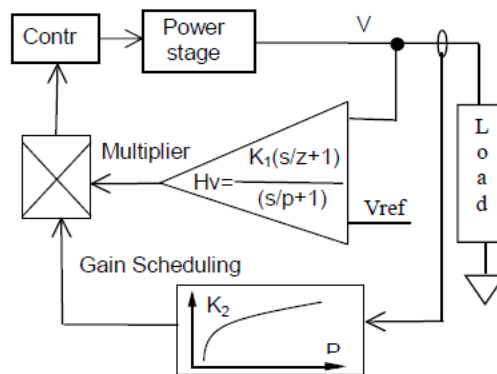 Contr
Power
stage
V
Multiplier
Hv=
K1(s/z+1)
(s/p+1)
Vref
L
o
a
d
Gain Scheduling
K2
P